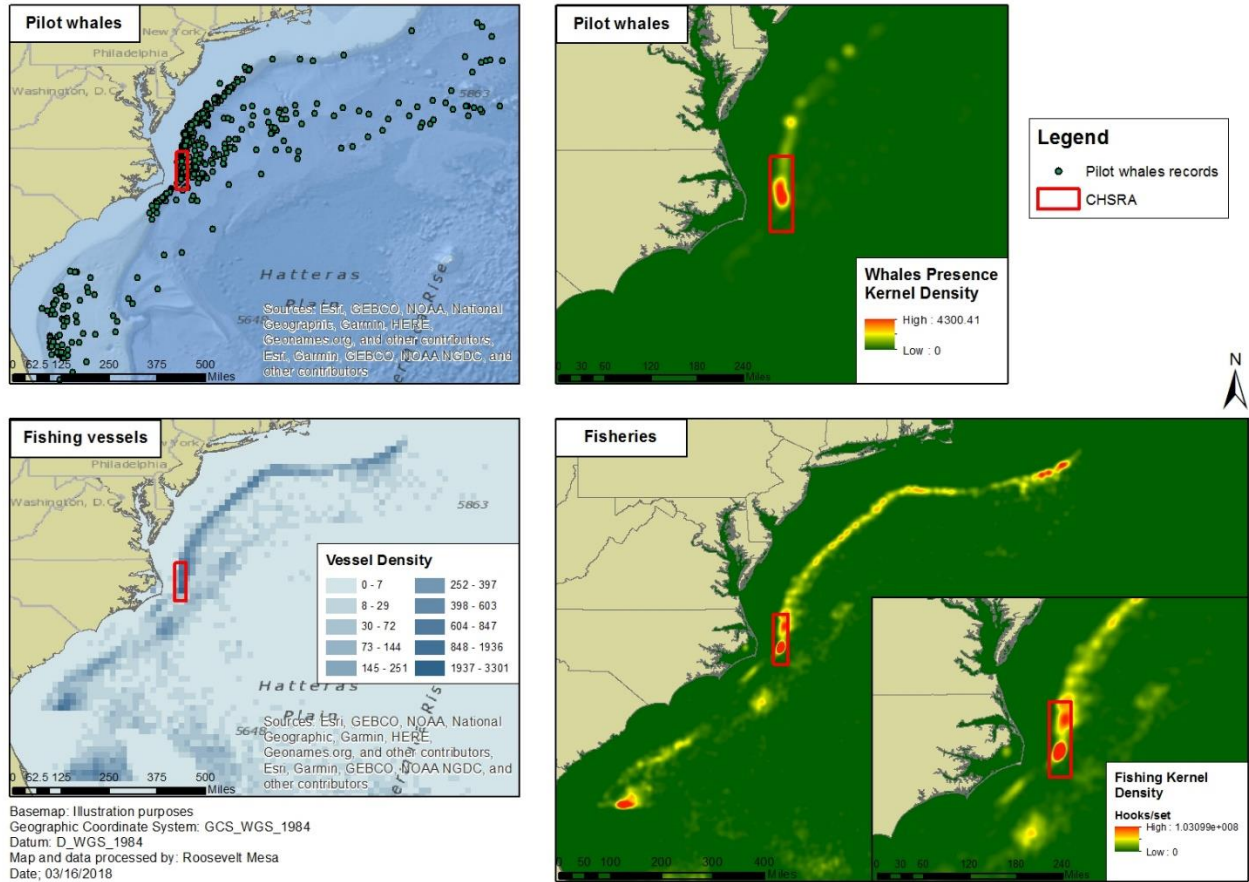 Pilot whales
New York
Philadelphia
Washington, D.C.
5863
Hatteras
Plain
5648
Sources: Esri, GEBCO, NOAA, National
Geographic, Garmin, HERE,
Geonames.org, and other contributors,
Esri, Garmin, GEBCO, NOAA NGDC, and
other contributors
0 62.5 125 250 375 500
Miles
Pilot whales
Whales Presence
Kernel Density
High : 4300.41
Low : 0
0 30 60 120 180 240
Miles
Legend
Pilot whales records
CHSRA
N
Fishing vessels
Philadelphia
Washington, D.C.
5863
Vessel Density
0 - 7
8 - 29
30 - 72
73 - 144
145 - 251
252 - 397
398 - 603
604 - 847
848 - 1936
1937 - 3301
Hatteras
Plain
5648
Sources: Esri, GEBCO, NOAA, National
Geographic, Garmin, HERE,
Geonames.org, and other contributors,
Esri, Garmin, GEBCO, NOAA NGDC, and
other contributors
0 62.5 125 250 375 500
Miles
Fisheries
0 50 100 200 300 400
Miles
Fishing Kernel
Density
Hooks/set
High : 1.03099e+008
Low : 0
0 30 60 120 180 240
Miles
Basemap: Illustration purposes
Geographic Coordinate System: GCS_WGS_1984
Datum: D_WGS_1984
Map and data processed by: Roosevelt Mesa
Date; 03/16/2018